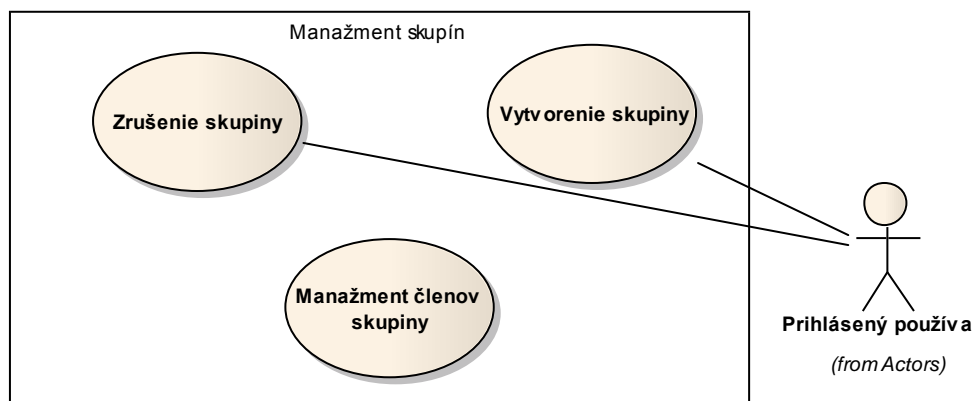 Manažment skupín
Zrušenie skupiny
Vytvorenie skupiny
Manažment členov
skupiny
Prihlásený používa
(from Actors)